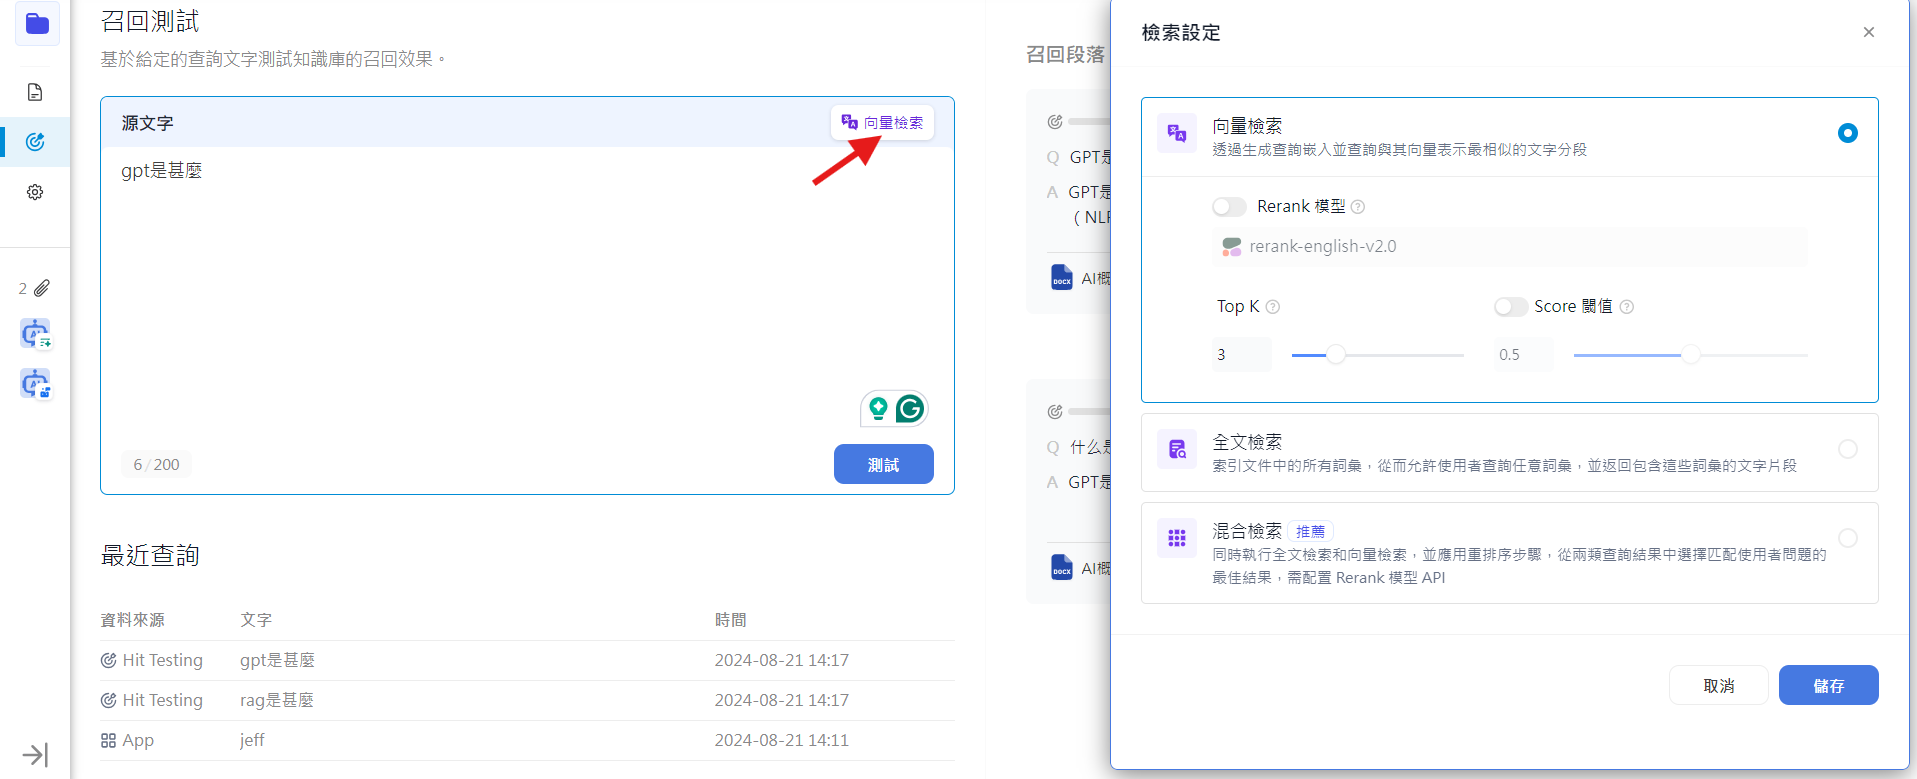 召回測試
基於給定的查詢文字測試知識庫的召回效果。
源文字
向量檢索
gpt是甚麼
6 / 200
測試
最近查詢
資料來源 文字 時間
Hit Testing gpt是甚麼 2024-08-21 14:17
Hit Testing rag是甚麼 2024-08-21 14:17
App jeff 2024-08-21 14:11
2
召回段落
Q GPT是
A GPT是
（NLP
DOCX AI概
Q 什么是
A GPT是
DOCX AI概
檢索設定
向量檢索
透過生成查詢嵌入並查詢與其向量表示最相似的文字分段
Rerank 模型
rerank-english-v2.0
Top K
Score 閾值
3
0.5
全文檢索
索引文件中的所有詞彙，從而允許使用者查詢任意詞彙，並返回包含這些詞彙的文字片段
混合檢索 推薦
同時執行全文檢索和向量檢索，並應用重排序步驟，從兩類查詢結果中選擇匹配使用者問題的
最佳結果，需配置 Rerank 模型 API
取消
儲存